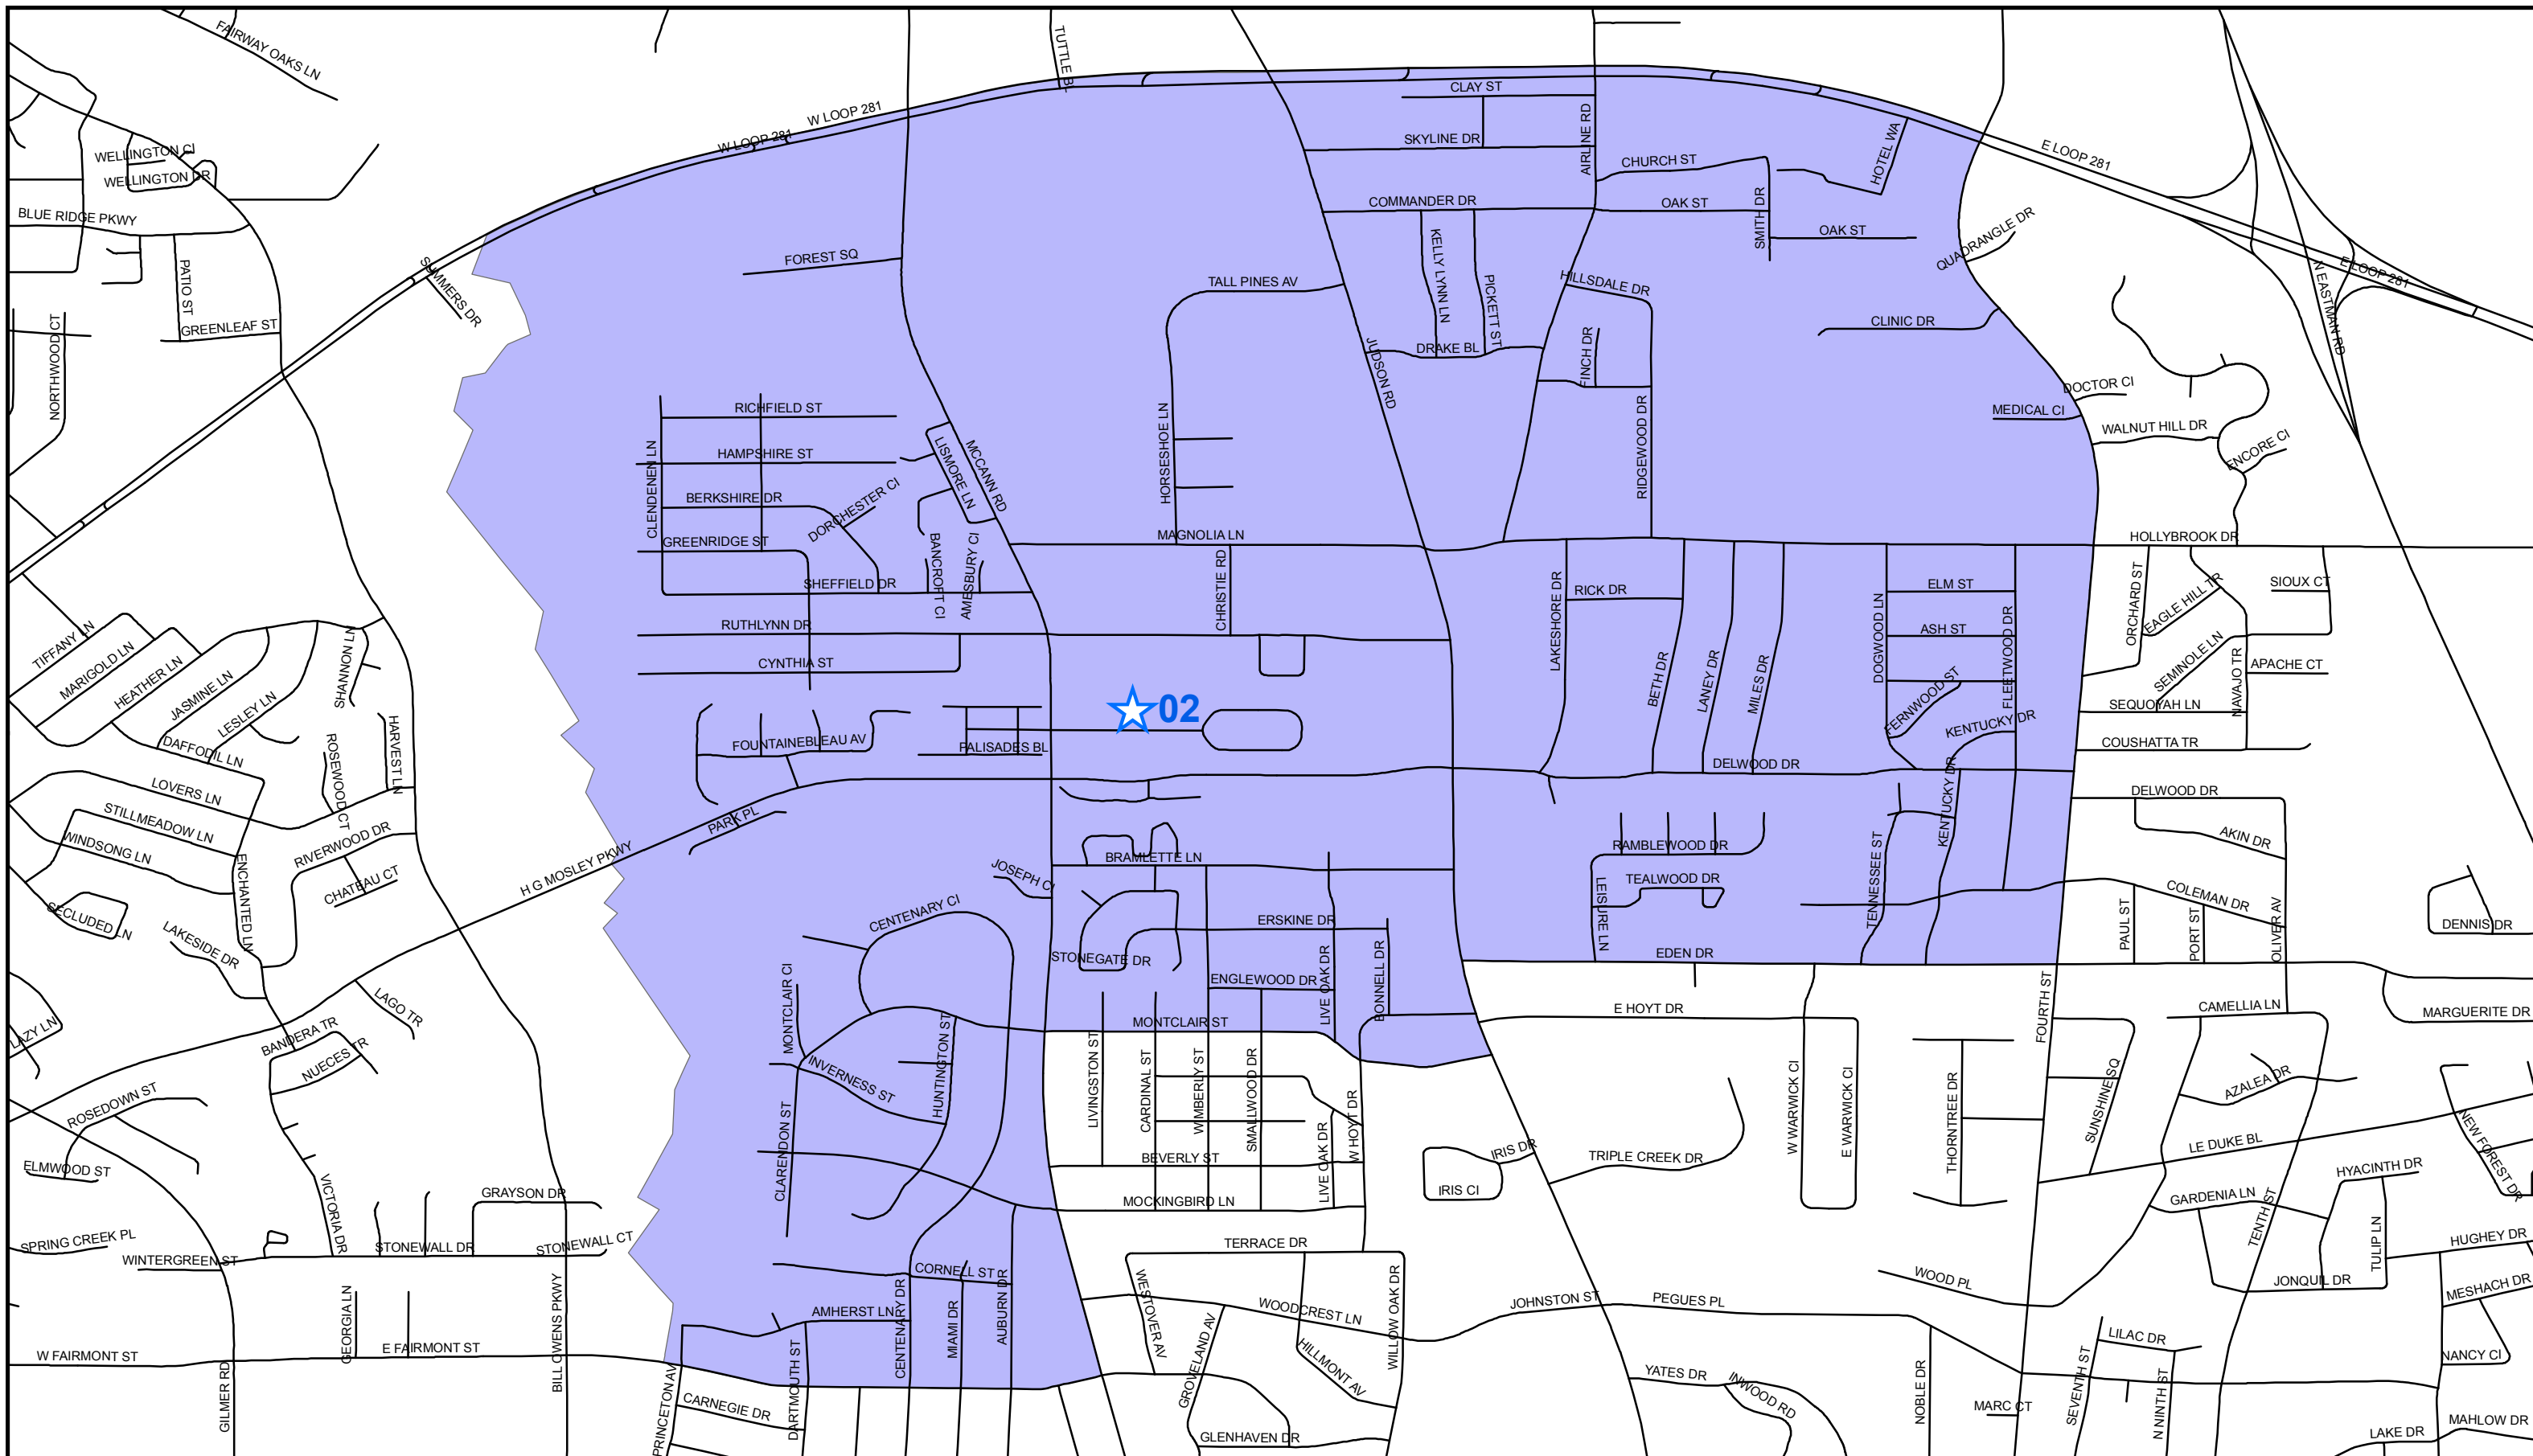 FAIRWAY OAKS LN
TUTTLE BL
W LOOP 281
W LOOP 281
CLAY ST
SKYLINE DR
AIRLINE RD
CHURCH ST
HOTEL WA
E LOOP 281
WELLINGTON CI
WELLINGTON DR
BLUE RIDGE PKWY
COMMANDER DR
OAK ST
SMITH DR
OAK ST
QUADRANGLE DR
PATIO ST
SUMMERS DR
FOREST SQ
TALL PINES AV
KELLY LYNN LN
PICKETT ST
HILLSDALE DR
E LOOP 281
N EASTMAN RD
GREENLEAF ST
NORTHWOOD CT
CLINIC DR
DRAKE BL
FINCH DR
JUDSON RD
DOCTOR CI
MEDICAL CI
WALNUT HILL DR
ENCORE CI
RICHFIELD ST
HAMPSHIRE ST
BERKSHIRE DR
CLENDENEN LN
DORCHESTER CI
LISMORE LN
MCCANN RD
HORSESHOE LN
RIDGEWOOD DR
GREENRIDGE ST
BANCROFT CI
AMESBURY CI
MAGNOLIA LN
CHRISTIE RD
HOLLYBROOK DR
SHEFFIELD DR
RUTHLYNN DR
CYNTHIA ST
LAKESHORE DR
RICK DR
ELM ST
ASH ST
DOGWOOD LN
FLEETWOOD DR
ORCHARD ST
EAGLE HILL TR
SIOUX CT
SEMINOLE LN
NAVAJO TR
APACHE CT
SEQUOYAH LN
COUSHATTA TR
TIFFANY LN
MARIGOLD LN
HEATHER LN
JASMINE LN
LESLEY LN
SHANNON LN
DAFFODIL LN
ROSEWOOD CT
HARVEST LN
02
BETH DR
LANEY DR
MILES DR
FERNWOOD ST
KENTUCKY DR
FOUNTAINEBLEAU AV
PALISADES BL
DELWOOD DR
DELWOOD DR
LOVERS LN
STILLMEADOW LN
WINDSONG LN
RIVERWOOD DR
ENCHANTED LN
CHATEAU CT
PARK PL
H G MOSLEY PKWY
BRAMLETTE LN
JOSEPH CI
RAMBLEWOOD DR
TEALWOOD DR
LEISURE LN
TENNESSEE ST
KENTUCKY DR
AKIN DR
COLEMAN DR
PAUL ST
PORT ST
OLIVER AV
DENNIS DR
SECLUDED LN
LAKESIDE DR
CENTENARY CI
STONEGATE DR
ERSKINE DR
ENGLEWOOD DR
LIVE OAK DR
BONNELL DR
EDEN DR
MONTCLAIR CI
LAGO TR
LAZY LN
BANDERA TR
NUECES TR
INVERNESS ST
HUNTINGTON ST
MONTCLAIR ST
E HOYT DR
FOURTH ST
CAMELLIA LN
MARGUERITE DR
ROSEDOWN ST
CLARENDON ST
LIVINGSTON ST
CARDINAL ST
WIMBERLY ST
SMALLWOOD DR
W HOYT DR
W WARWICK CI
E WARWICK CI
THORNTREE DR
SUNSHINE SQ
AZALEA DR
LE DUKE BL
NEW FOREST DR
ELMWOOD ST
VICTORIA DR
GRAYSON DR
BEVERLY ST
LIVE OAK DR
IRIS DR
IRIS CI
TRIPLE CREEK DR
MOCKINGBIRD LN
HYACINTH DR
GARDENIA LN
TENTH ST
TULIP LN
HUGHEY DR
SPRING CREEK PL
WINTERGREEN ST
STONEWALL DR
STONEWALL CT
TERRACE DR
CORNELL ST
WESTOVER AV
WOODCREST LN
WILLOW OAK DR
JOHNSTON ST
PEGUES PL
WOOD PL
JONQUIL DR
MESHACH DR
GEORGIA LN
E FAIRMONT ST
W FAIRMONT ST
GILMER RD
BILL OWENS PKWY
AMHERST LN
CENTENARY DR
MIAMI DR
AUBURN DR
PRINCETON AV
CARNEGIE DR
DARTMOUTH ST
GROVELAND AV
HILLMONT AV
GLENHAVEN DR
YATES DR
INWOOD RD
NOBLE DR
MARC CT
SEVENTH ST
LILAC DR
N NINTH ST
NANCY CI
LAKE DR
MAHLOW DR